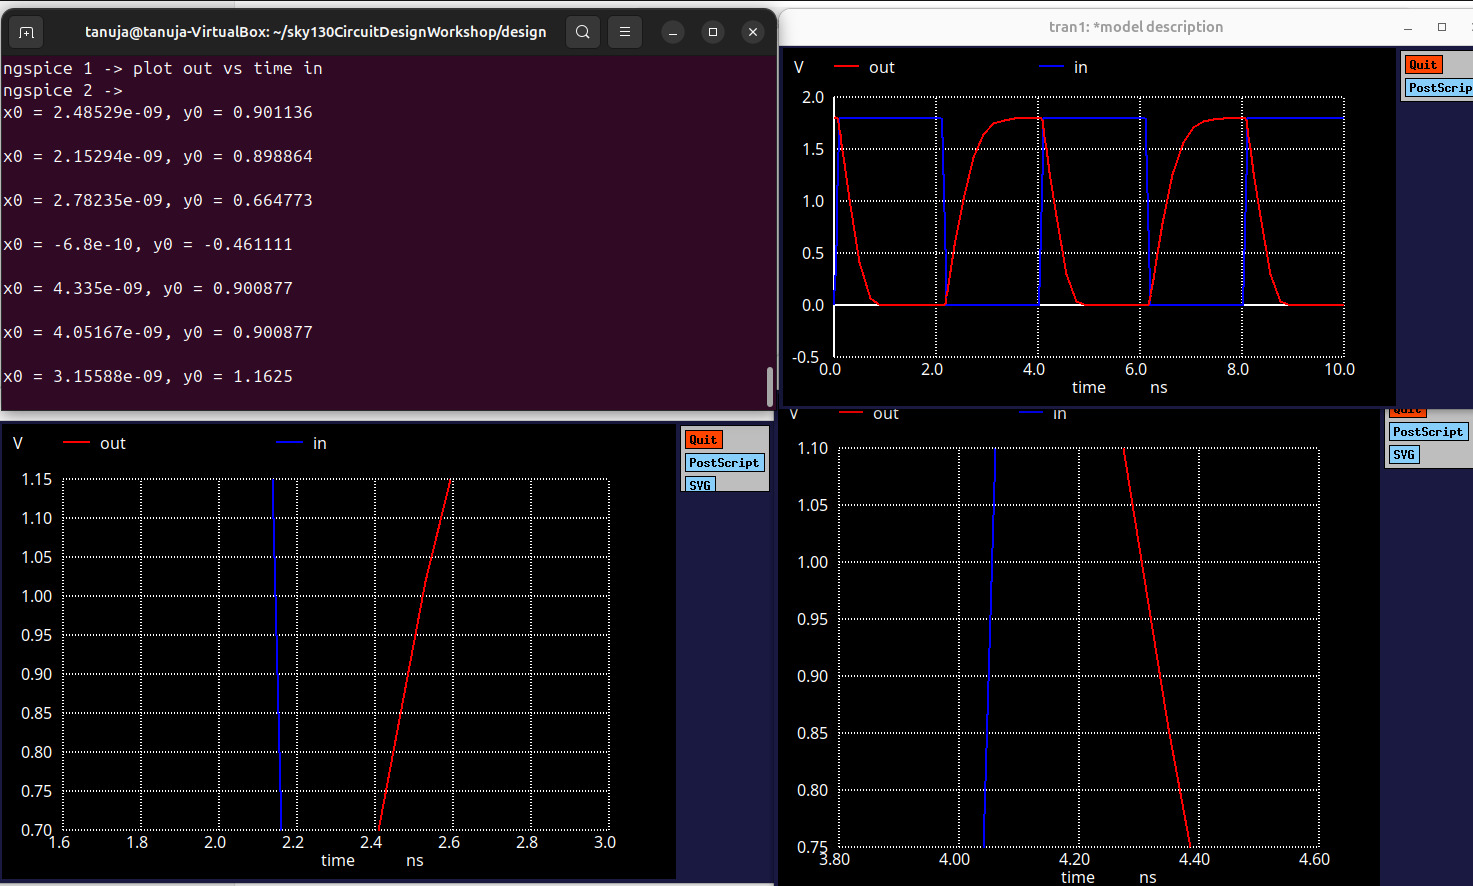 tanuja@tanuja-VirtualBox: ~/sky130CircuitDesignWorkshop/design
ngspice 1 -> plot out vs time in
ngspice 2 ->
x0 = 2.48529e-09, y0 = 0.901136
x0 = 2.15294e-09, y0 = 0.898864
x0 = 2.78235e-09, y0 = 0.664773
x0 = -6.8e-10, y0 = -0.461111
x0 = 4.335e-09, y0 = 0.900877
x0 = 4.05167e-09, y0 = 0.900877
x0 = 3.15588e-09, y0 = 1.1625
tran1: *model description
V out in
Quit
PostScrip
2.0
1.5
1.0
0.5
0.0
-0.5
0.0 2.0 4.0 6.0 8.0 10.0
time ns
V out in
Quit
PostScript
SVG
1.15
1.10
1.05
1.00
0.95
0.90
0.85
0.80
0.75
0.70
1.6 1.8 2.0 2.2 2.4 2.6 2.8 3.0
time ns
V out in
Quit
PostScript
SVG
1.10
1.05
1.00
0.95
0.90
0.85
0.80
0.75
3.80 4.00 4.20 4.40 4.60
time ns